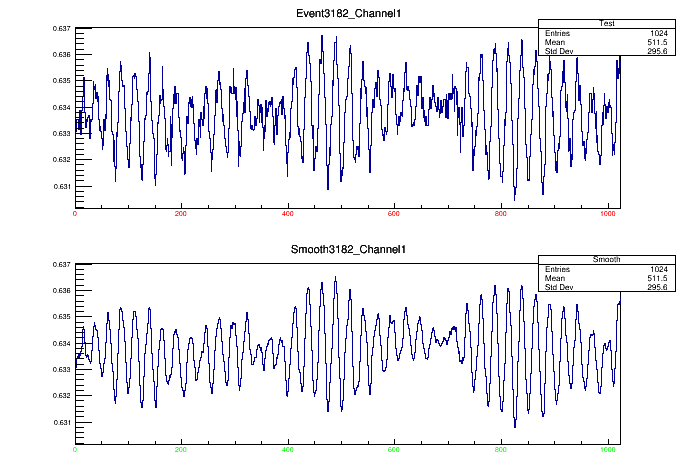 Event3182_Channel1
Test
Entries 1024
Mean 511.5
Std Dev 295.6
0.637
0.636
0.635
0.634
0.633
0.632
0.631
0 200 400 600 800 1000
Smooth3182_Channel1
Smooth
Entries 1024
Mean 511.5
Std Dev 295.6
0.637
0.636
0.635
0.634
0.633
0.632
0.631
0 200 400 600 800 1000